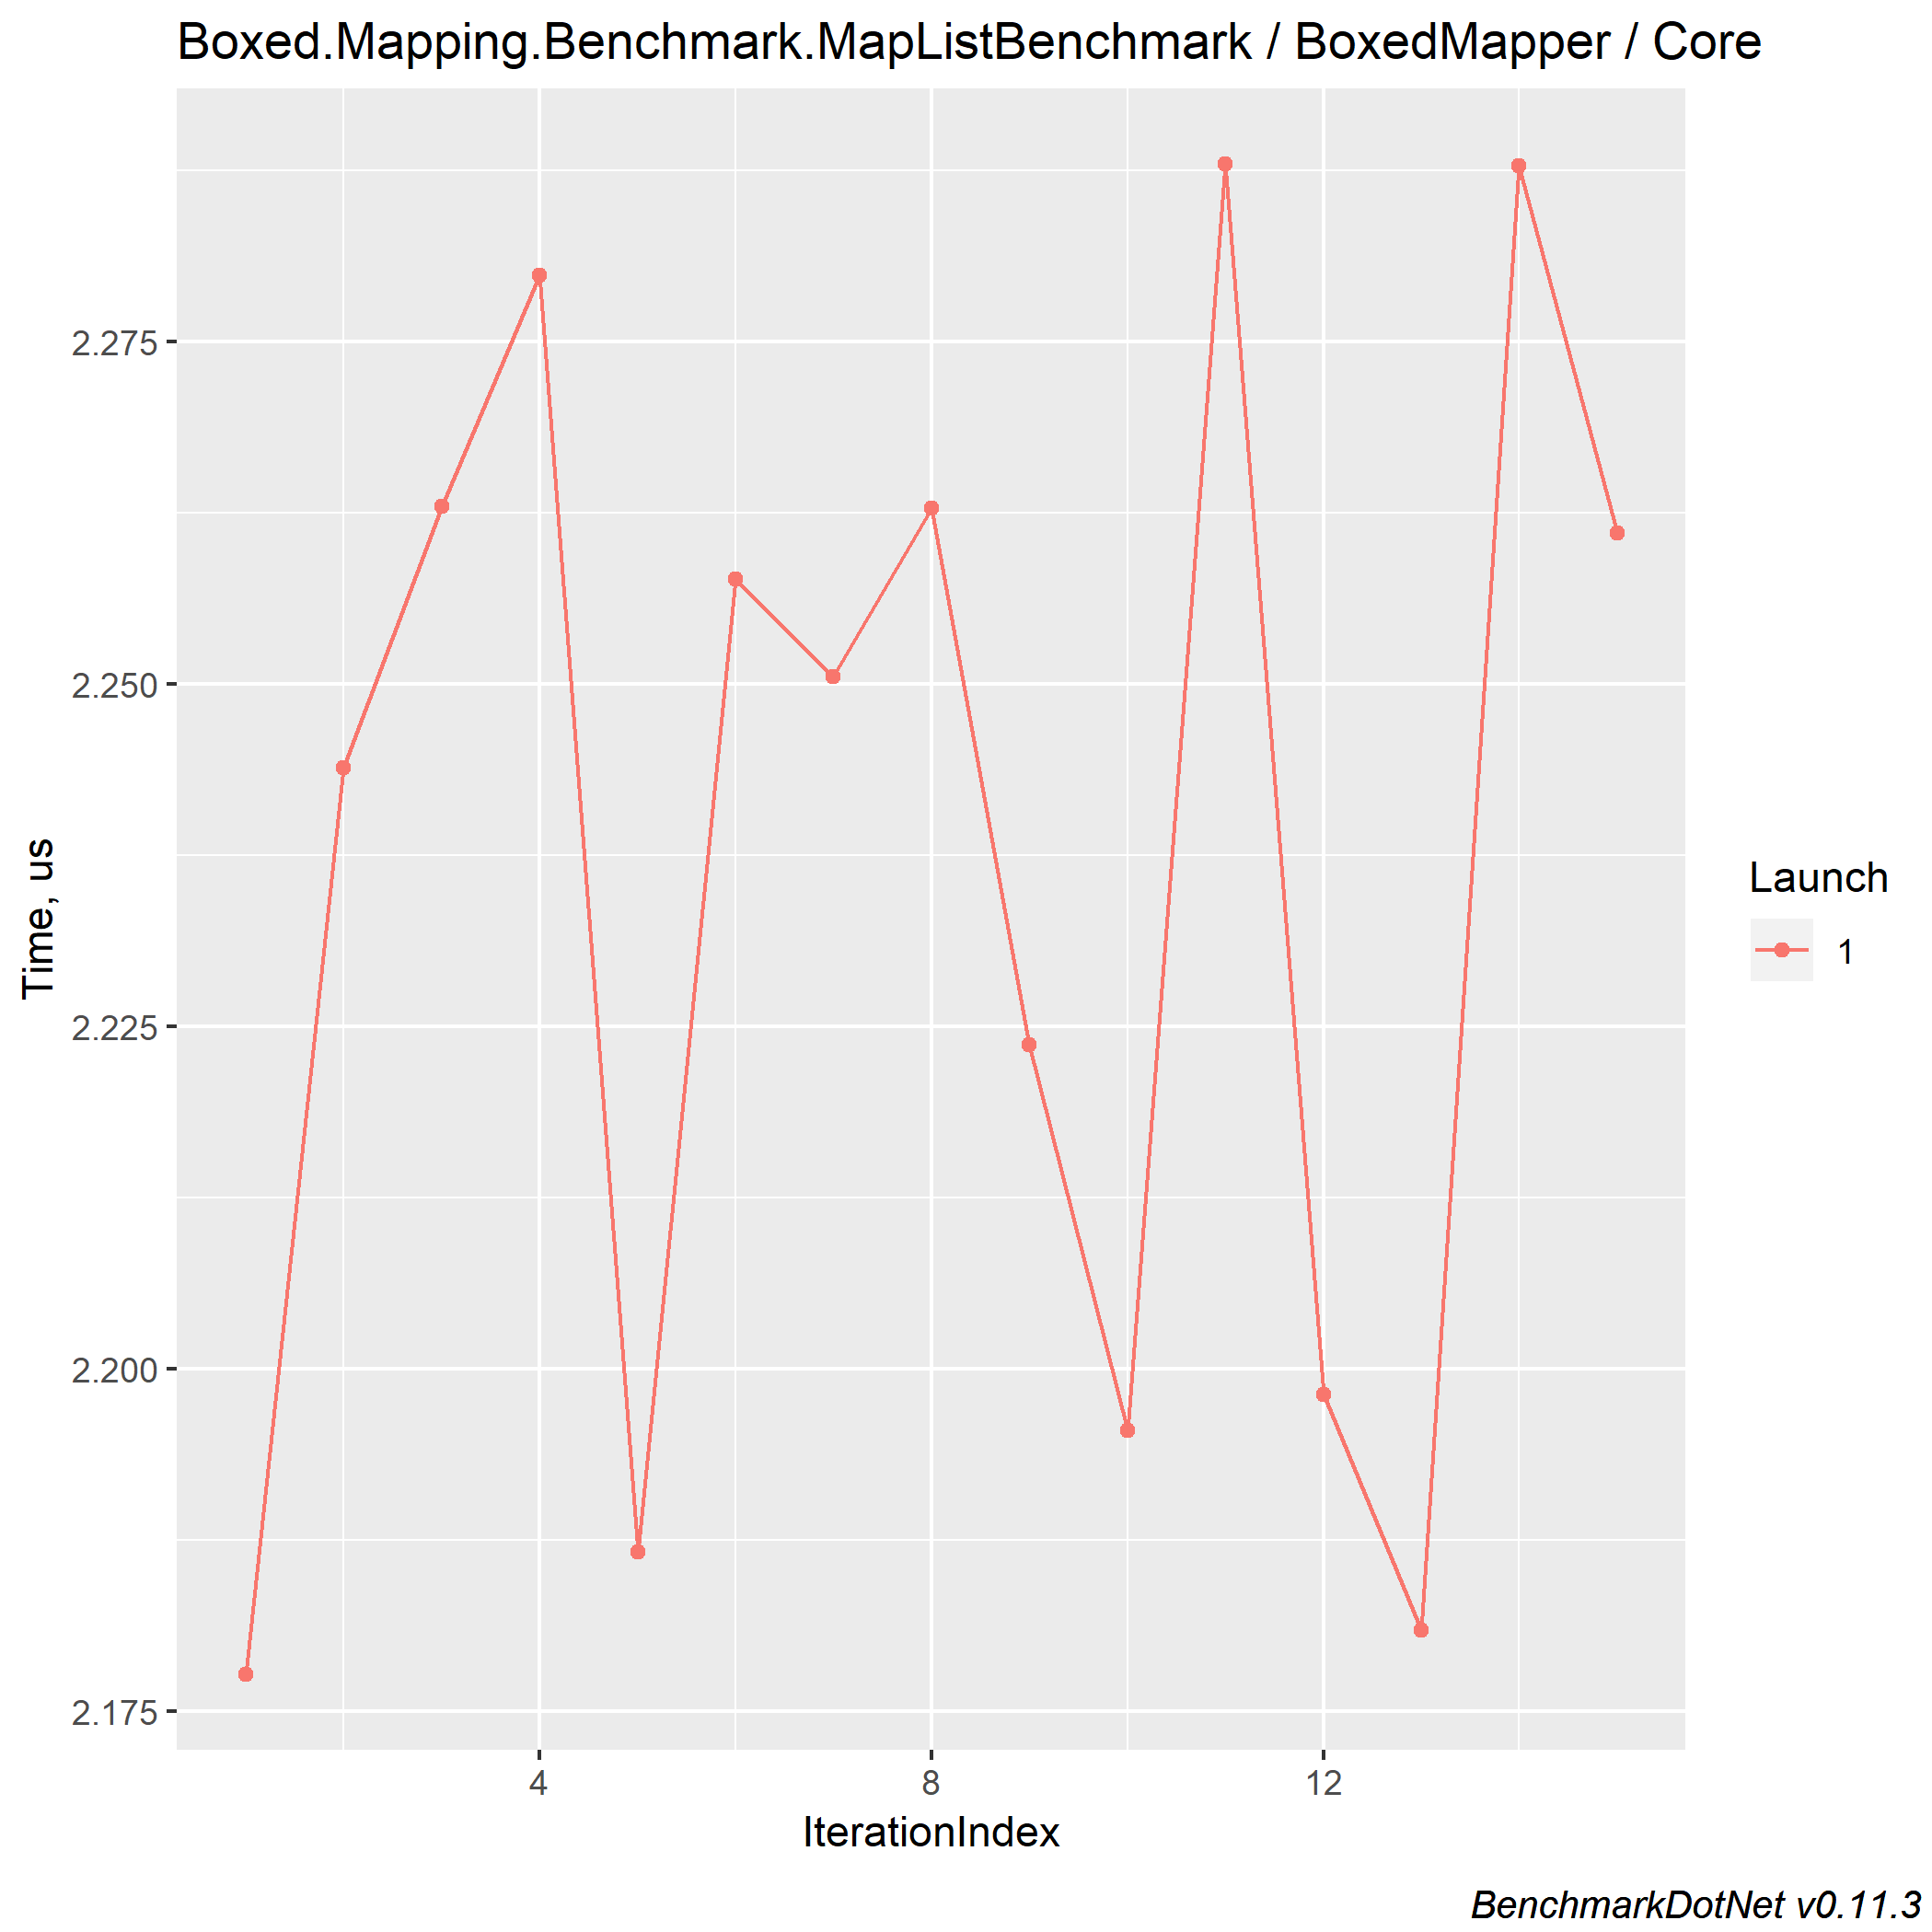 Boxed.Mapping.Benchmark.MapListBenchmark / BoxedMapper / Core
Time, us
2.275
2.250
2.225
2.200
2.175
4
8
12
IterationIndex
Launch
1
BenchmarkDotNet v0.11.3